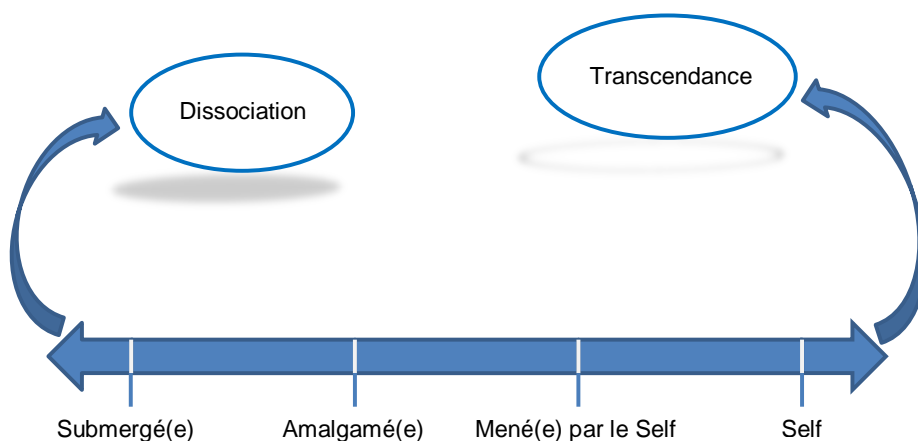 Transcendance
Dissociation
Submergé(e)
Amalgamé(e)
Mené(e) par le Self
Self